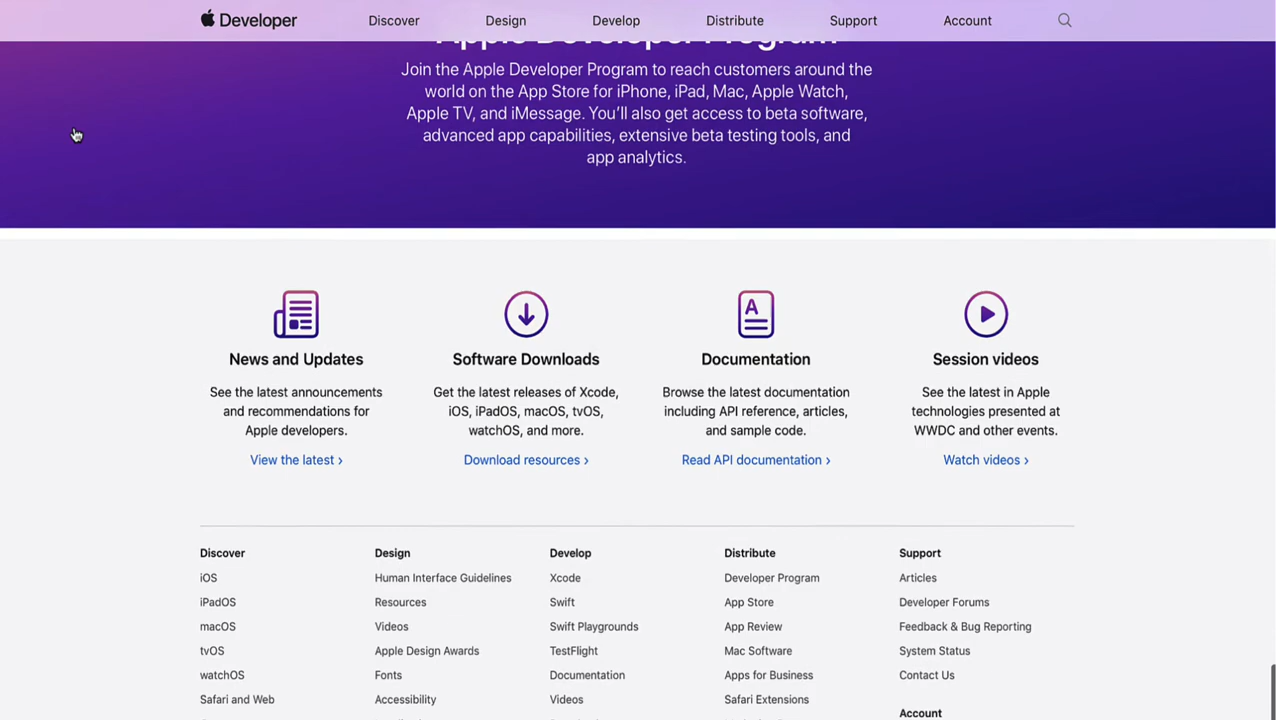 Developer
Discover
Design
Develop
Distribute
Support
Account
Apple Developer Program
Join the Apple Developer Program to reach customers around the
world on the App Store for iPhone, iPad, Mac, Apple Watch,
Apple TV, and iMessage. You’ll also get access to beta software,
advanced app capabilities, extensive beta testing tools, and
app analytics.
News and Updates
See the latest announcements
and recommendations for
Apple developers.
View the latest ›
Software Downloads
Get the latest releases of Xcode,
iOS, iPadOS, macOS, tvOS,
watchOS, and more.
Download resources ›
A
Documentation
Browse the latest documentation
including API reference, articles,
and sample code.
Read API documentation ›
Session videos
See the latest in Apple
technologies presented at
WWDC and other events.
Watch videos ›
Discover
iOS
iPadOS
macOS
tvOS
watchOS
Safari and Web
Design
Human Interface Guidelines
Resources
Videos
Apple Design Awards
Fonts
Accessibility
Develop
Xcode
Swift
Swift Playgrounds
TestFlight
Documentation
Videos
Distribute
Developer Program
App Store
App Review
Mac Software
Apps for Business
Safari Extensions
Support
Articles
Developer Forums
Feedback & Bug Reporting
System Status
Contact Us
Account